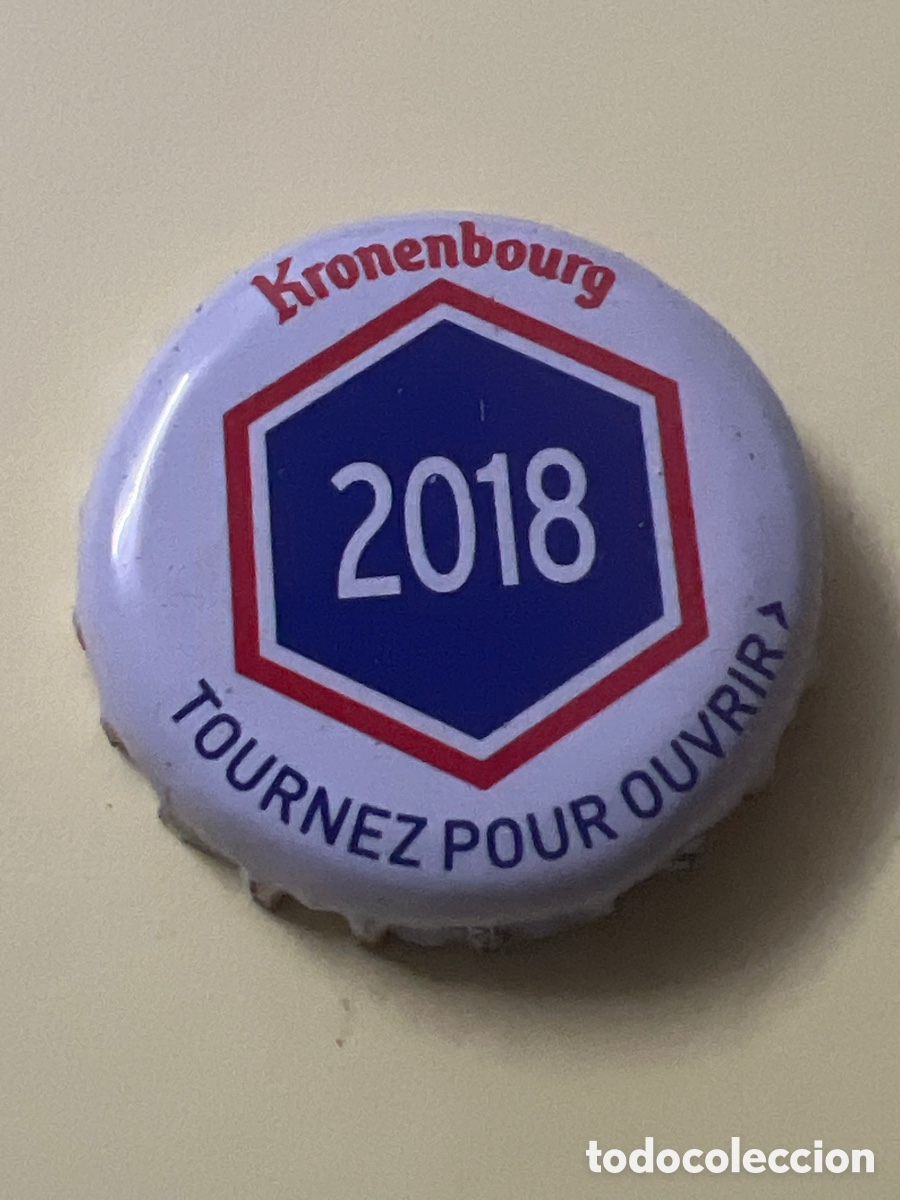 Kronenbourg
2018
TOURNEZ POUR OUVRIR >
todocoleccion